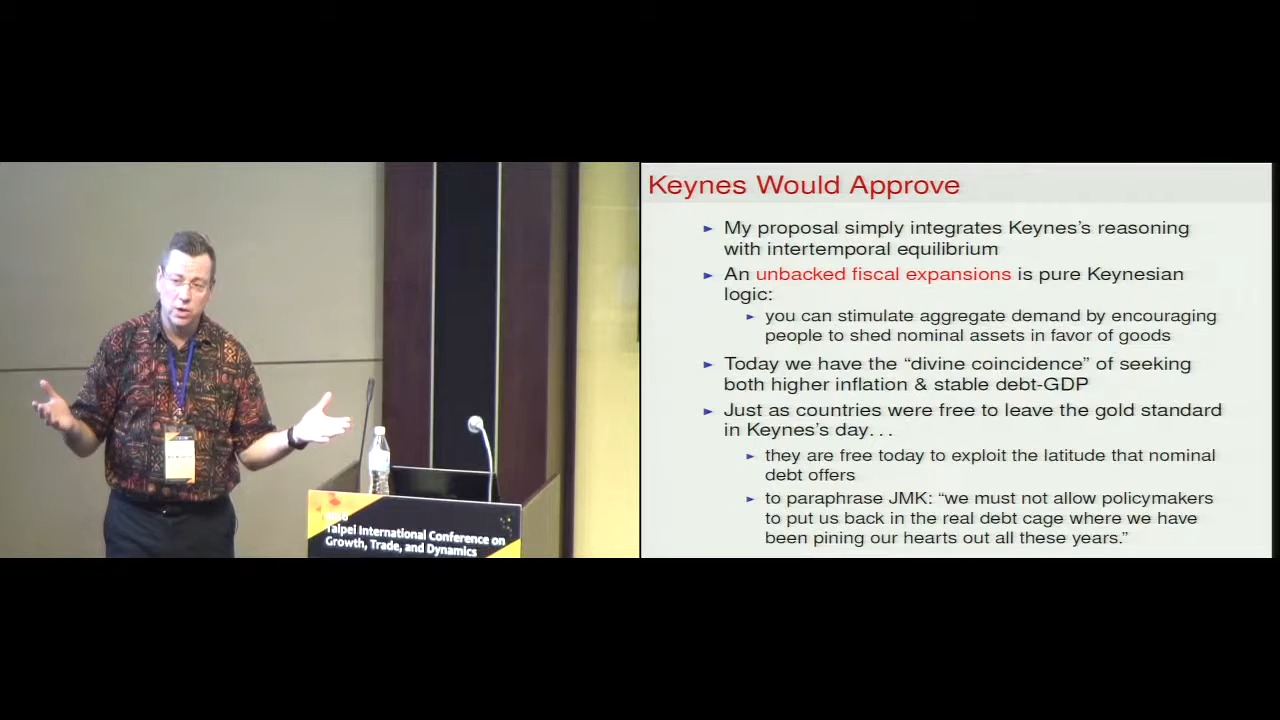 Keynes Would Approve
► My proposal simply integrates Keynes's reasoning
with intertemporal equilibrium
► An unbacked fiscal expansions is pure Keynesian
logic:
► you can stimulate aggregate demand by encouraging
people to shed nominal assets in favor of goods
► Today we have the “divine coincidence” of seeking
both higher inflation & stable debt-GDP
► Just as countries were free to leave the gold standard
in Keynes's day...
► they are free today to exploit the latitude that nominal
debt offers
► to paraphrase JMK: “we must not allow policymakers
to put us back in the real debt cage where we have
been pining our hearts out all these years.”
Taipei International Conference on
Growth, Trade, and Dynamics